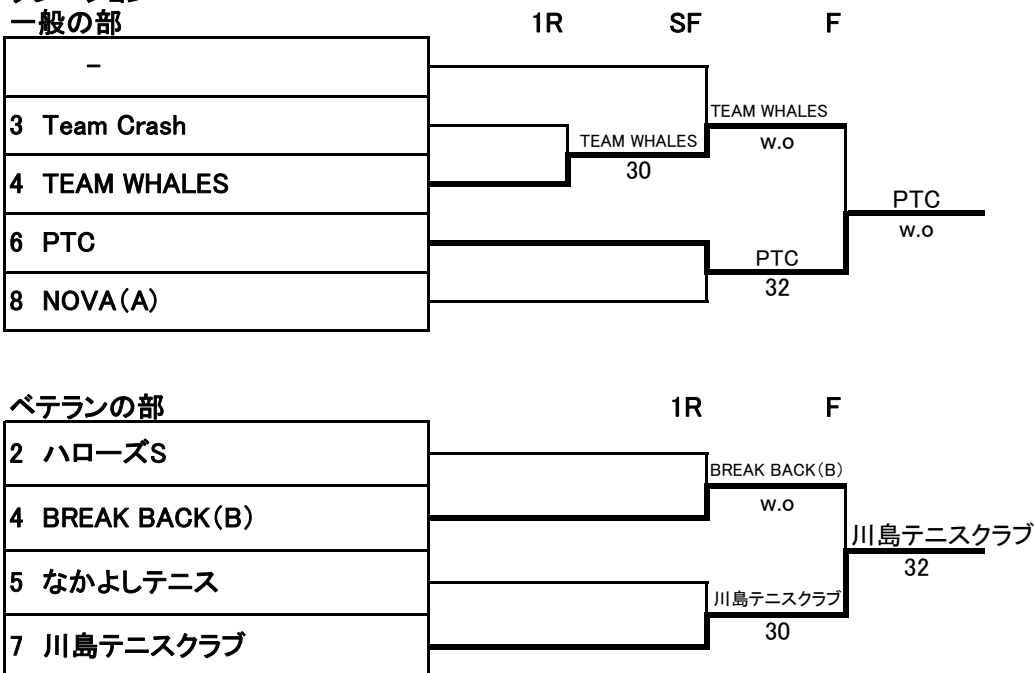 一般の部 1R SF F
-
3 Team Crash
4 TEAM WHALES
6 PTC
8 NOVA(A)
TEAM WHALES
30
TEAM WHALES
w.o
PTC
32
PTC
w.o
ベテランの部 1R F
2 ハローズS
4 BREAK BACK(B)
5 なかよしテニス
7 川島テニスクラブ
BREAK BACK(B)
w.o
川島テニスクラブ
30
川島テニスクラブ
32